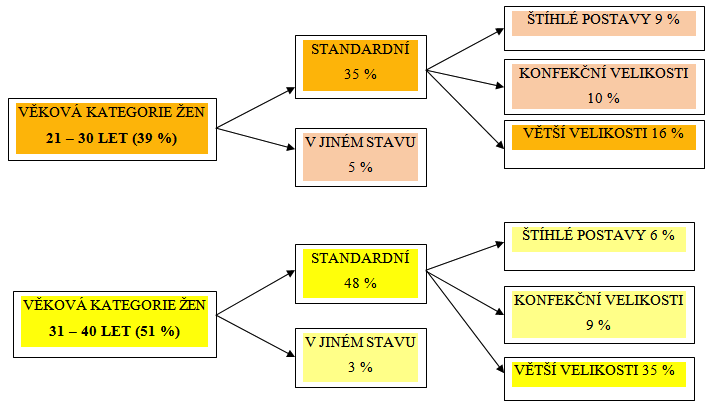 VĚKOVÁ KATEGORIE ŽEN
21 – 30 LET (39 %)
STANDARDNÍ
35 %
V JINÉM STAVU
5 %
ŠTÍHLÉ POSTAVY 9 %
KONFEKČNÍ VELIKOSTI
10 %
VĚTŠÍ VELIKOSTI 16 %
VĚKOVÁ KATEGORIE ŽEN
31 – 40 LET (51 %)
STANDARDNÍ
48 %
V JINÉM STAVU
3 %
ŠTÍHLÉ POSTAVY 6 %
KONFEKČNÍ VELIKOSTI
9 %
VĚTŠÍ VELIKOSTI 35 %